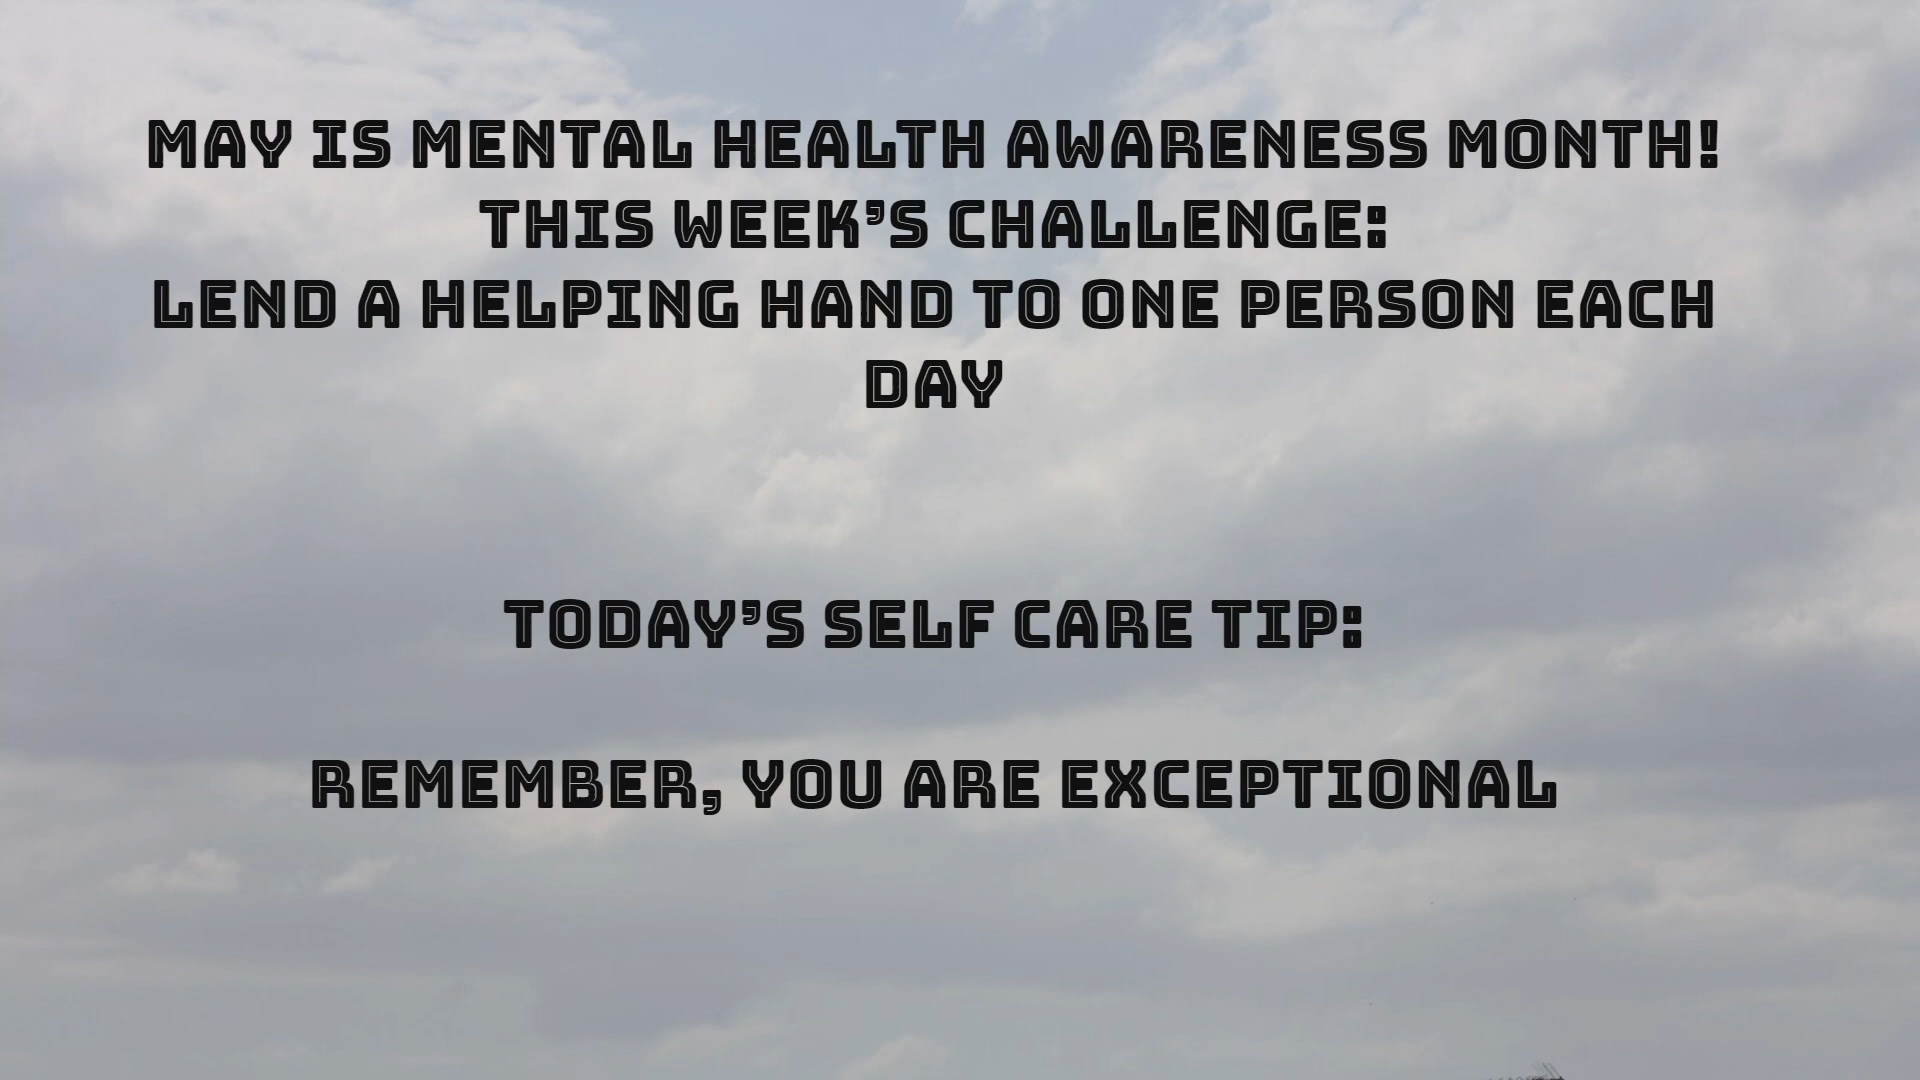 MAY IS MENTAL HEALTH AWARENESS MONTH!
THIS WEEK'S CHALLENGE:
LEND A HELPING HAND TO ONE PERSON EACH
DAY
TODAY'S SELF CARE TIP:
REMEMBER, YOU ARE EXCEPTIONAL